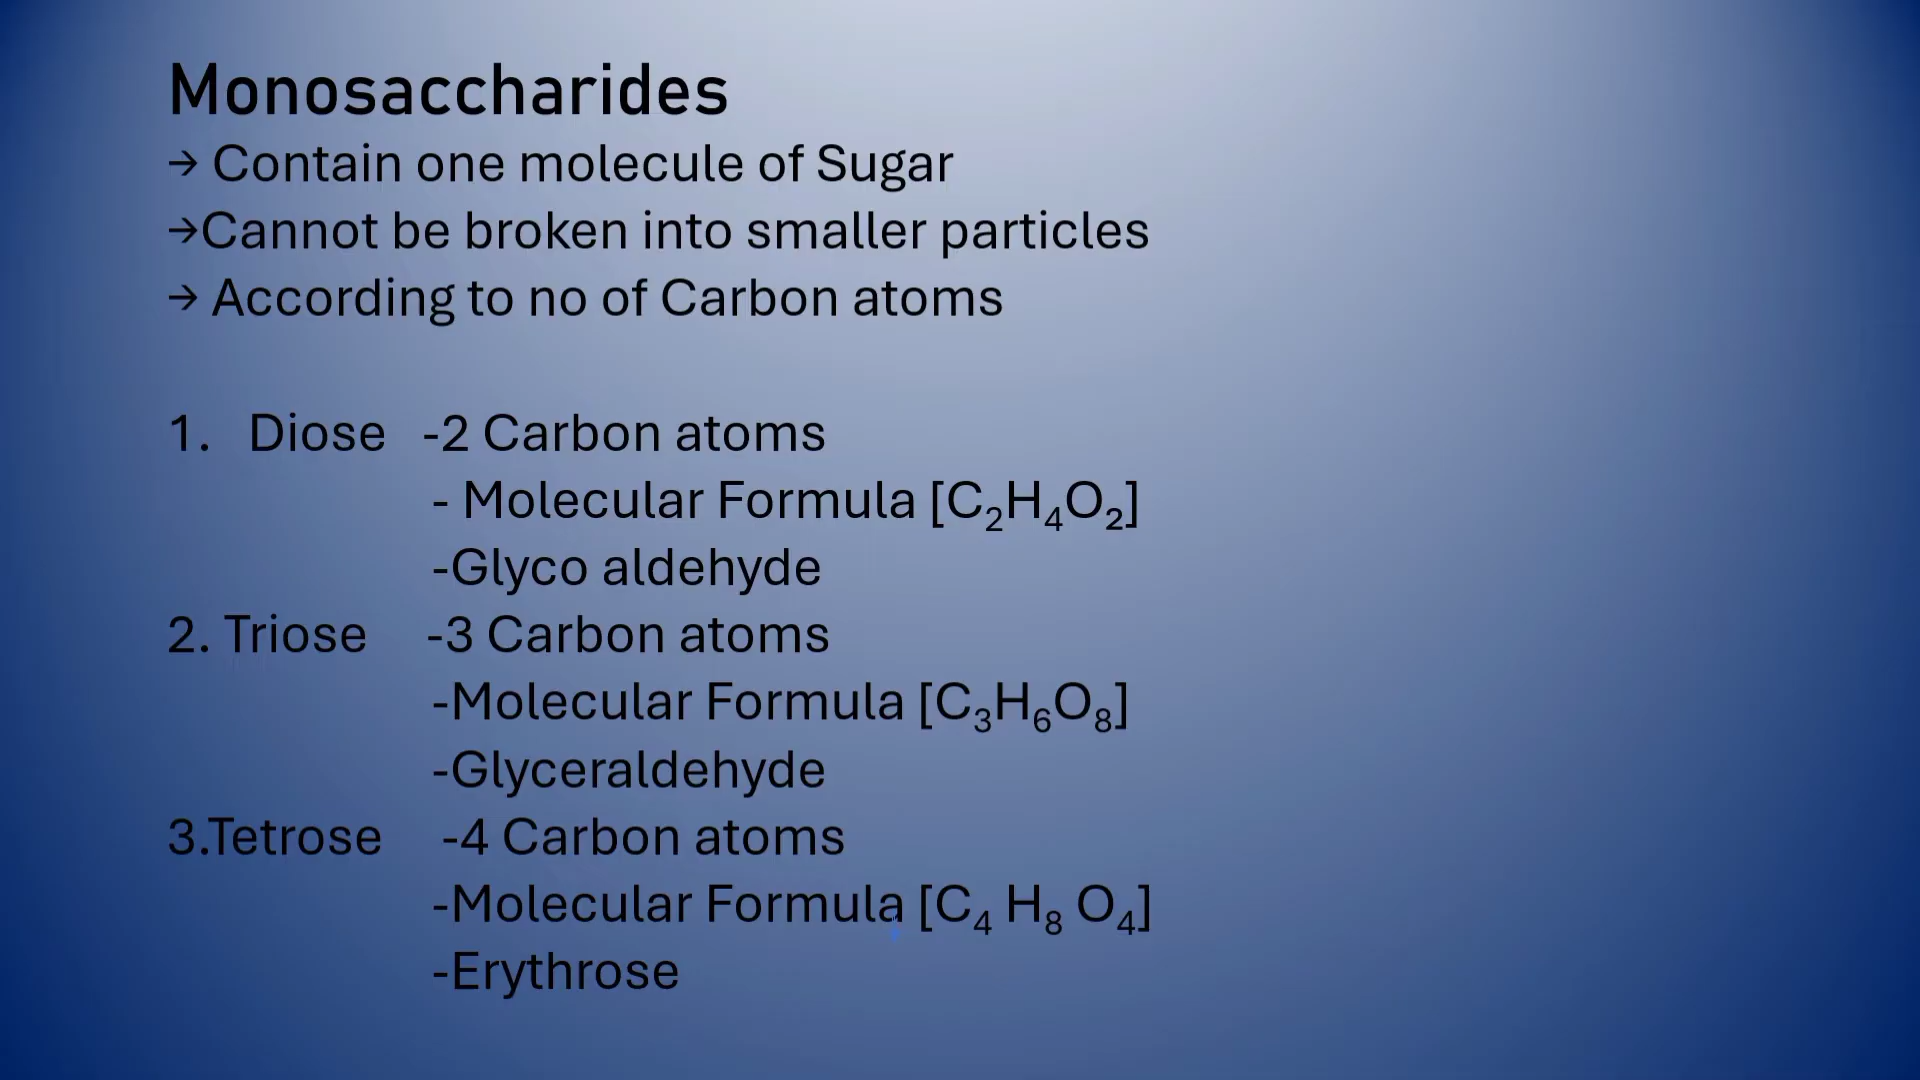 Monosaccharides
→ Contain one molecule of Sugar
→Cannot be broken into smaller particles
→ According to no of Carbon atoms
1. Diose -2 Carbon atoms
- Molecular Formula [C₂H₄O₂]
-Glyco aldehyde
2. Triose -3 Carbon atoms
-Molecular Formula [C₃H₆O₈]
-Glyceraldehyde
3.Tetrose -4 Carbon atoms
-Molecular Formula [C₄ H₈ O₄]
-Erythrose